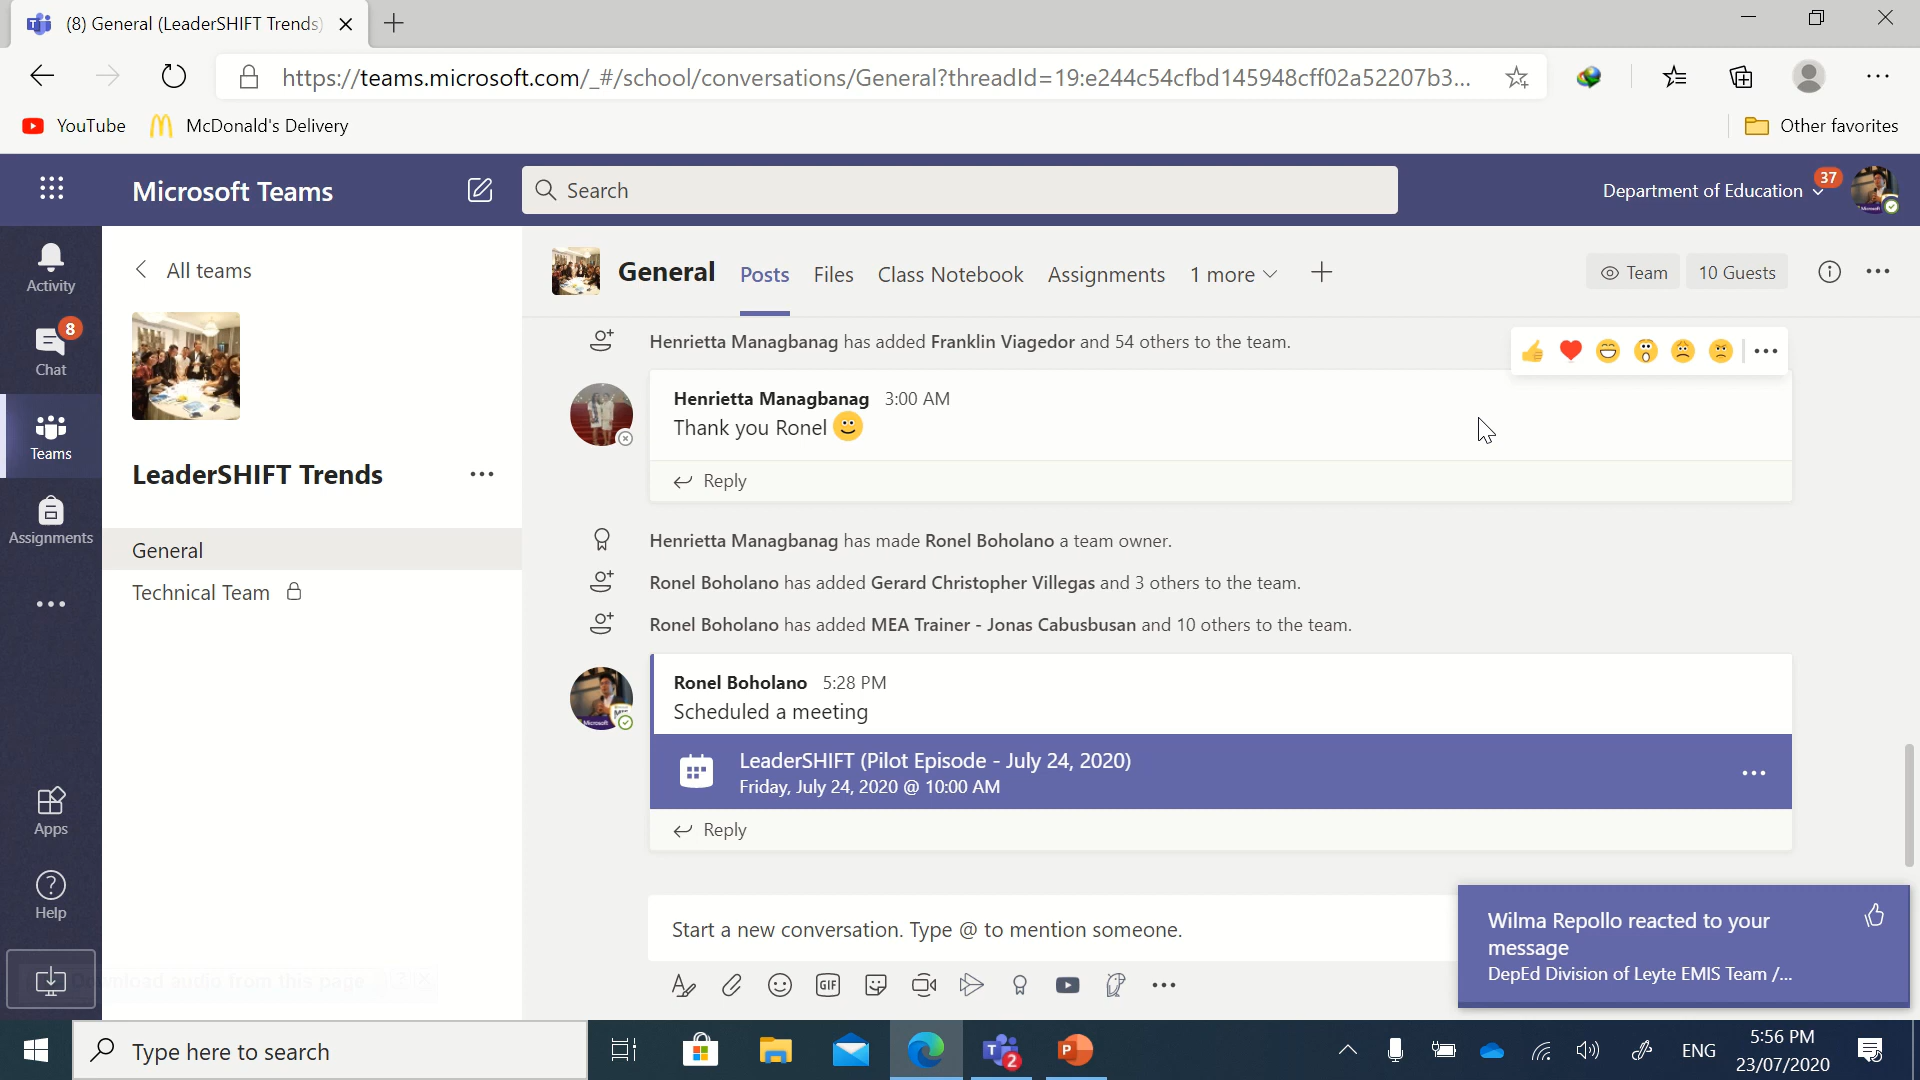 (8) General (LeaderSHIFT Trends)
https://teams.microsoft.com/_#/school/conversations/General?threadId=19:e244c54cfbd145948cff02a52207b3...
YouTube
McDonald's Delivery
Other favorites
Microsoft Teams
Search
Department of Education
37
Activity
8
Chat
Teams
Assignments
Apps
Help
All teams
LeaderSHIFT Trends
General
Technical Team
General
Posts
Files
Class Notebook
Assignments
1 more
Team
10 Guests
Henrietta Managbanag has added Franklin Viagedor and 54 others to the team.
Henrietta Managbanag 3:00 AM
Thank you Ronel
Reply
Henrietta Managbanag has made Ronel Boholano a team owner.
Ronel Boholano has added Gerard Christopher Villegas and 3 others to the team.
Ronel Boholano has added MEA Trainer - Jonas Cabusbusan and 10 others to the team.
Ronel Boholano 5:28 PM
Scheduled a meeting
LeaderSHIFT (Pilot Episode - July 24, 2020)
Friday, July 24, 2020 @ 10:00 AM
Reply
Start a new conversation. Type @ to mention someone.
GIF
Wilma Repollo reacted to your
message
DepEd Division of Leyte EMIS Team /...
Download audio from this page
Type here to search
2
ENG
5:56 PM
23/07/2020